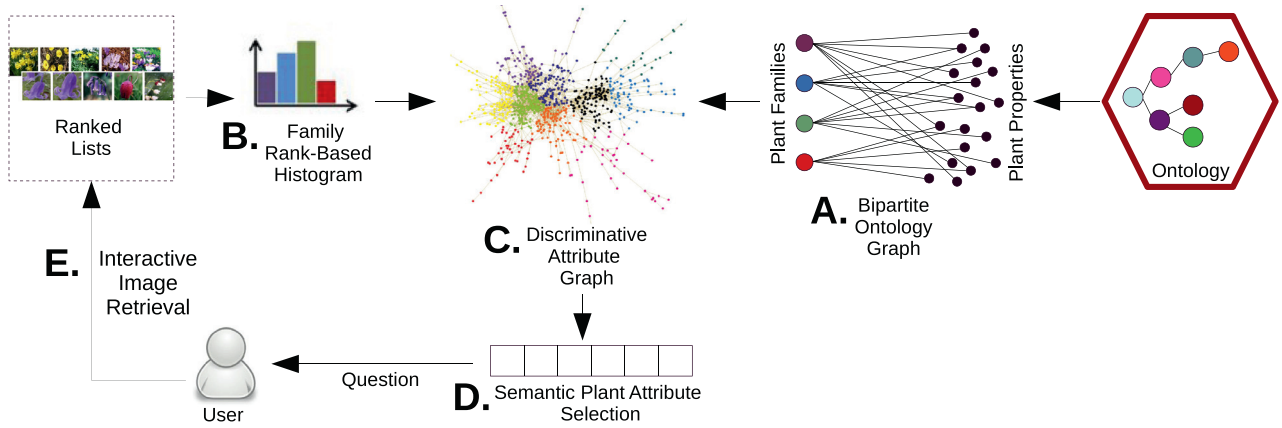 Ranked
Lists
B.
Family
Rank-Based
Histogram
Plant Families
Plant Properties
Ontology
A.
Bipartite
Ontology
Graph
C.
Discriminative
Attribute
Graph
E.
Interactive
Image
Retrieval
User
Question
D.
Semantic Plant Attribute
Selection